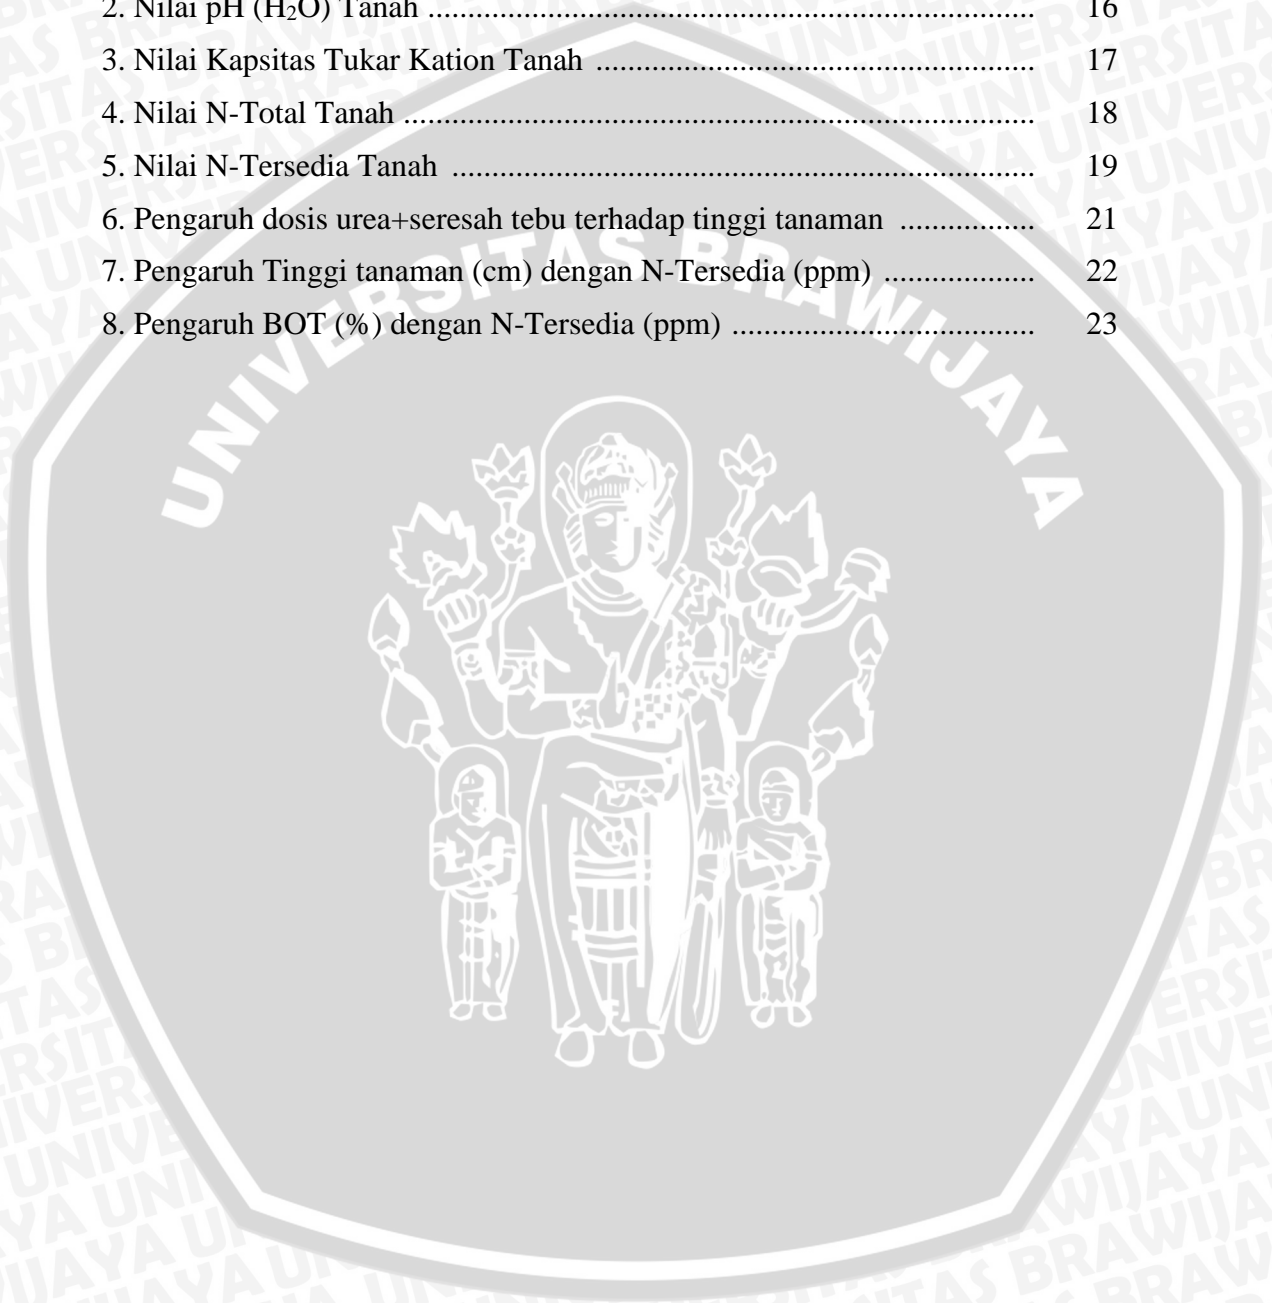 2. Nilai pH (H₂O) Tanah ............................................................................ 16
3. Nilai Kapsitas Tukar Kation Tanah ....................................................... 17
4. Nilai N-Total Tanah ............................................................................... 18
5. Nilai N-Tersedia Tanah ......................................................................... 19
6. Pengaruh dosis urea+seresah tebu terhadap tinggi tanaman ................. 21
7. Pengaruh Tinggi tanaman (cm) dengan N-Tersedia (ppm) ................... 22
8. Pengaruh BOT (%) dengan N-Tersedia (ppm) ...................................... 23
UNIVERSITAS BRAWIJAYA